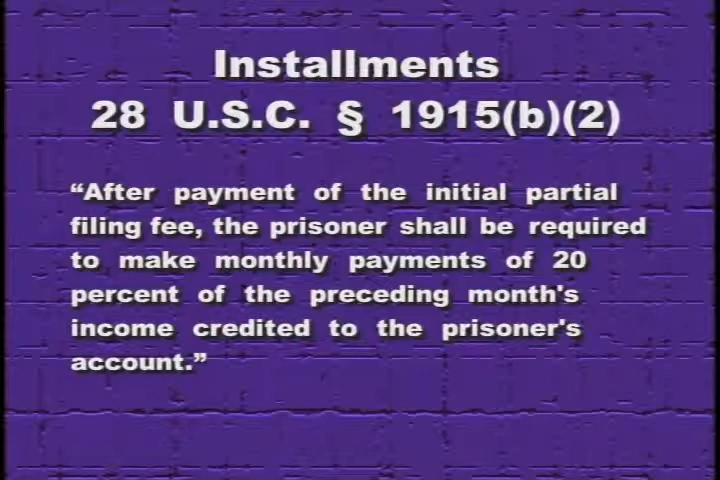 Installments
28 U.S.C. § 1915(b)(2)
“After payment of the initial partial
filing fee, the prisoner shall be required
to make monthly payments of 20
percent of the preceding month's
income credited to the prisoner's
account.”